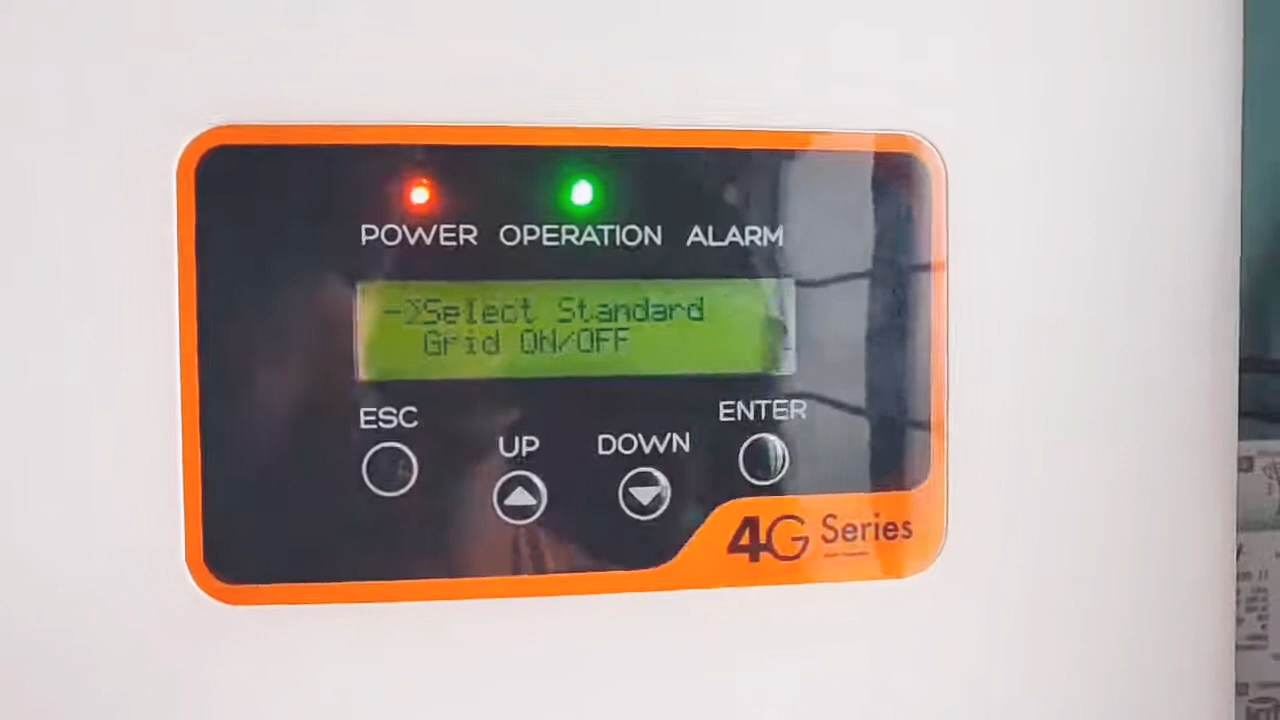 POWER OPERATION ALARM
->Select Standard
Grid ON/OFF
ESC UP DOWN ENTER
4G Series